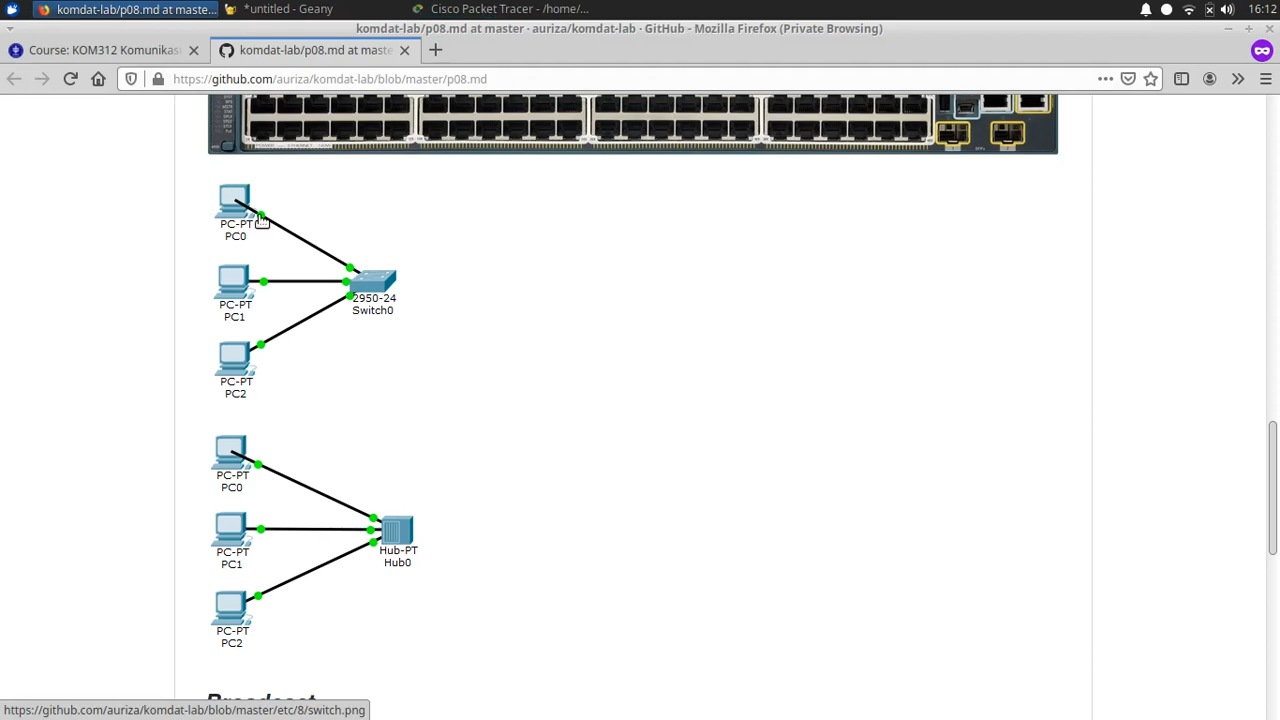 komdat-lab/p08.md at maste...
*untitled - Geany
Cisco Packet Tracer - /home/...
16:12
komdat-lab/p08.md at master · auriza/komdat-lab · GitHub - Mozilla Firefox (Private Browsing)
Course: KOM312 Komunikas
komdat-lab/p08.md at maste
https://github.com/auriza/komdat-lab/blob/master/p08.md
PC-PT
PC0
PC-PT
PC1
2950-24
Switch0
PC-PT
PC2
PC-PT
PC0
PC-PT
PC1
Hub-PT
Hub0
PC-PT
PC2
Broadcast
https://github.com/auriza/komdat-lab/blob/master/etc/8/switch.png